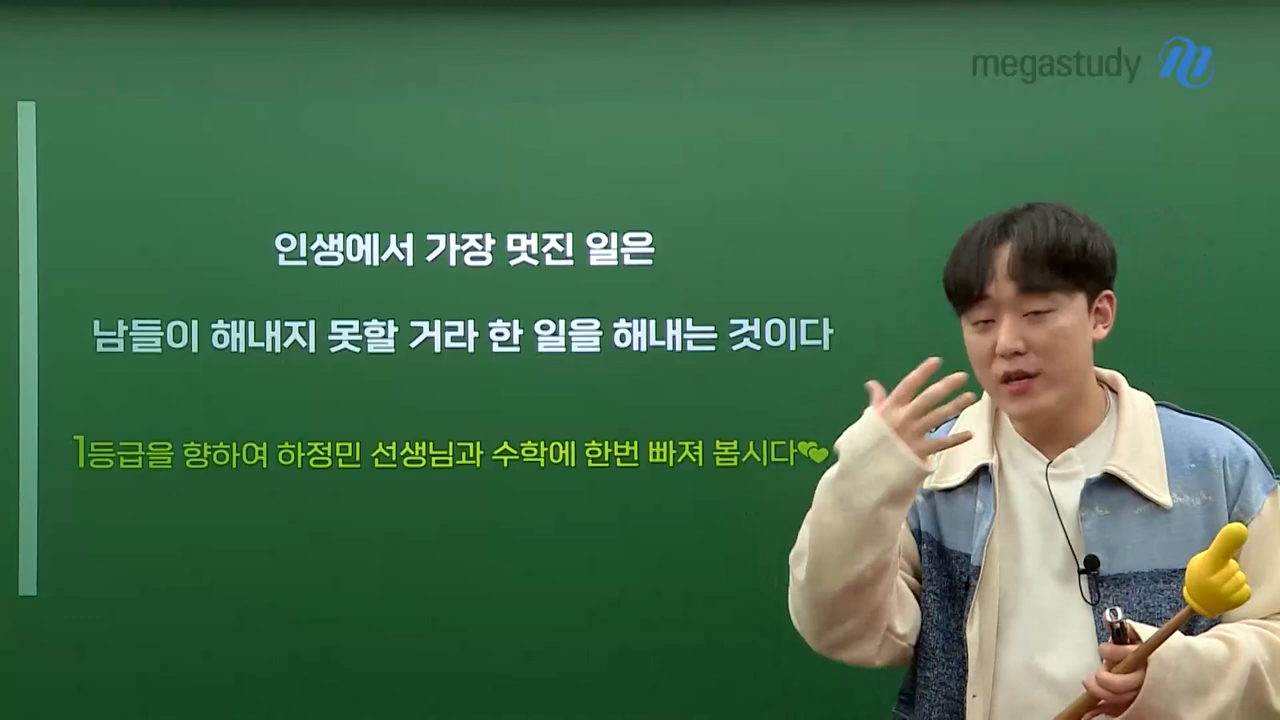 megastudy
인생에서 가장 멋진 일은
남들이 해내지 못할 거라 한 일을 해내는 것이다
1등급을 향하여 하정민 선생님과 수학에 한번 빠져 봅시다